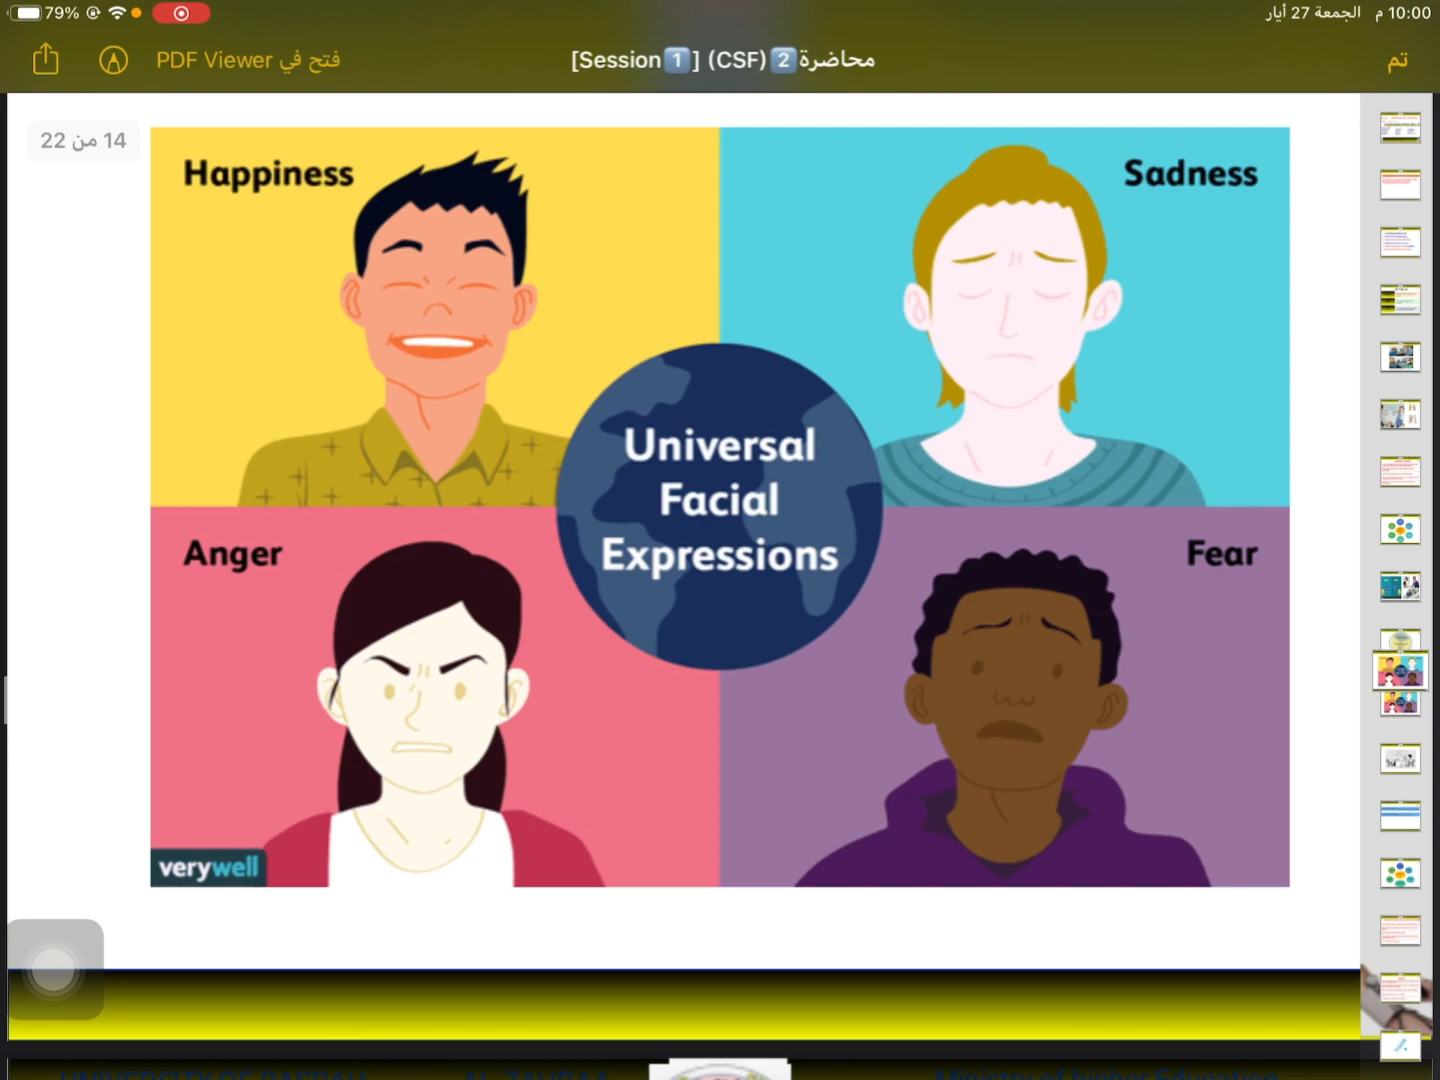 79%
10:00 م الجمعة 27 أيار
فتح في PDF Viewer
[Session 1️⃣ ] (CSF) 2️⃣محاضرة
تم
14 من 22
Happiness
Sadness
Universal
Facial
Expressions
Anger
Fear
verywell